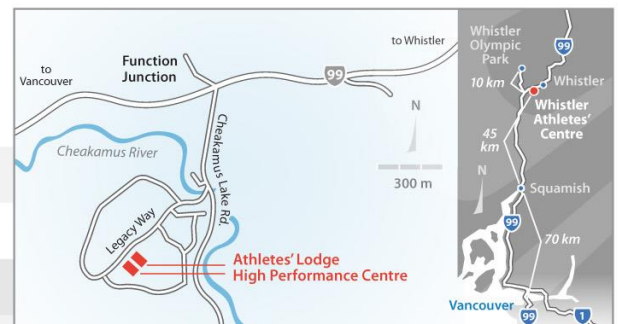 to Whistler
Function
Junction
to
Vancouver
99
Cheakamus River
Cheakamus Lake Rd.
N
300 m
Legacy Way
Athletes' Lodge
High Performance Centre
Whistler
Olympic
Park
99
10 km
Whistler
Whistler
Athletes'
Centre
45
km
N
Squamish
99
70 km
Vancouver
99
1